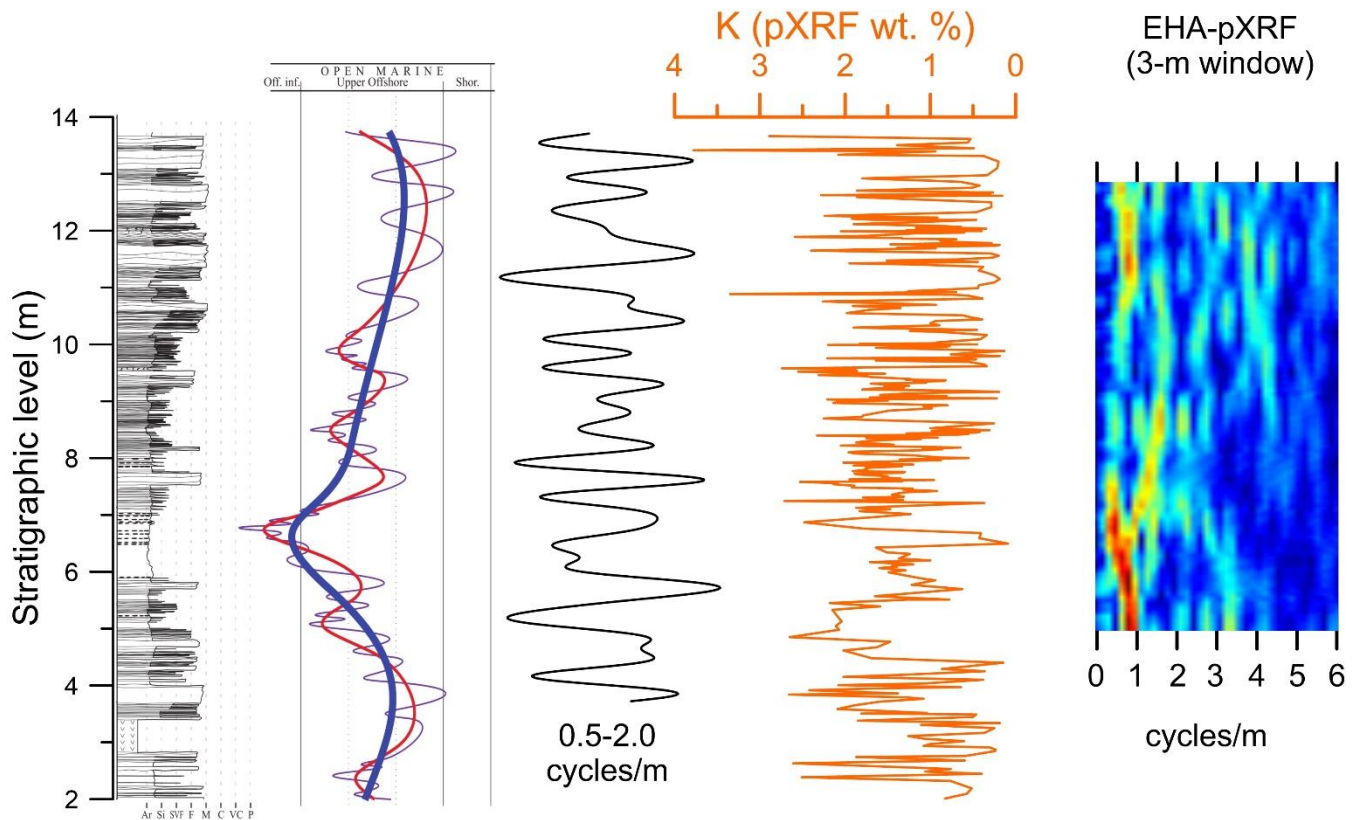 K (pXRF wt. %)
4 3 2 1 0
EHA-pXRF
(3-m window)
OPEN MARINE
Off. inf. Upper Offshore Shor.
Stratigraphic level (m)
14
12
10
8
6
4
2
Ar Si SVF F M C VC P
0.5-2.0
cycles/m
0 1 2 3 4 5 6
cycles/m